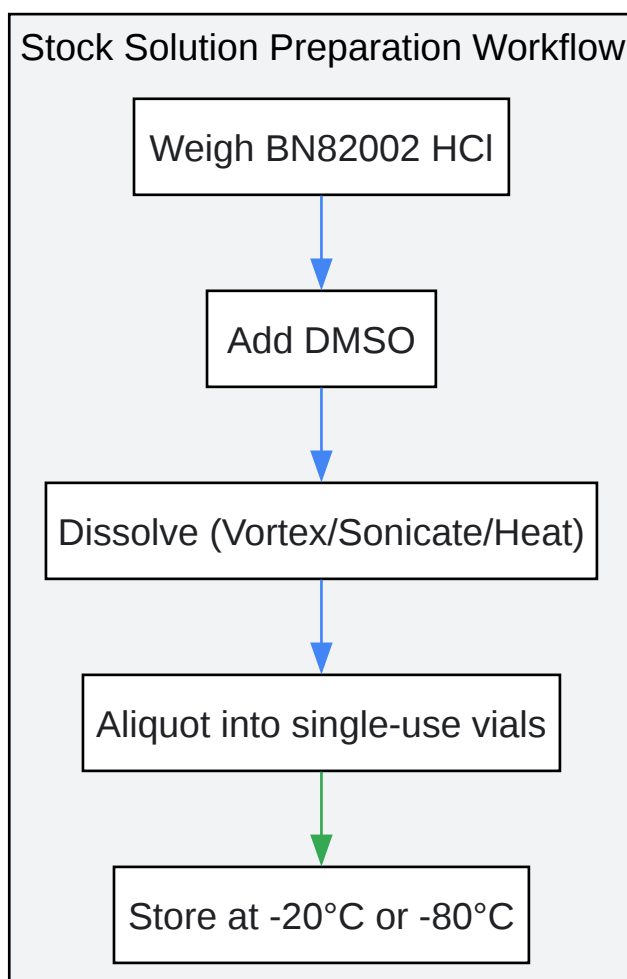 Stock Solution Preparation Workflow
Weigh BN82002 HCl
Add DMSO
Dissolve (Vortex/Sonicate/Heat)
Aliquot into single-use vials
Store at -20°C or -80°C